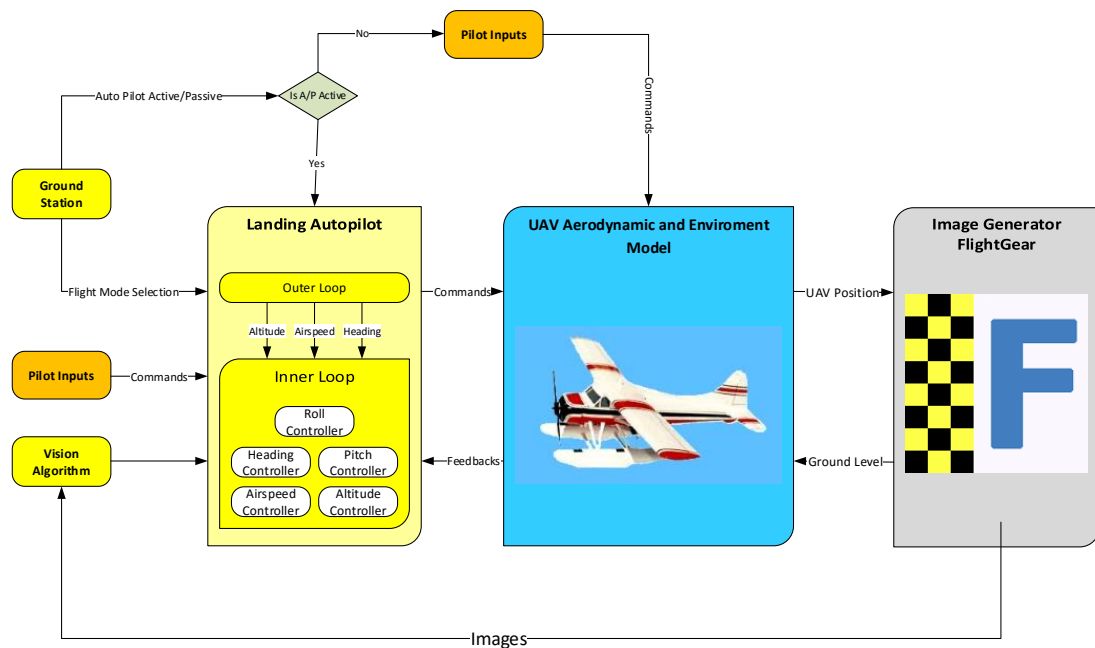 No
Pilot Inputs
Auto Pilot Active/Passive
Is A/P Active
Commands
Yes
Ground
Station
Landing Autopilot
UAV Aerodynamic and Enviroment
Model
Image Generator
FlightGear
Flight Mode Selection
Outer Loop
Commands
UAV Position
Altitude
Airspeed
Heading
F
Pilot Inputs
Commands
Inner Loop
Roll
Controller
Vision
Algorithm
Heading
Controller
Pitch
Controller
Feedbacks
Ground Level
Airspeed
Controller
Altitude
Controller
Images